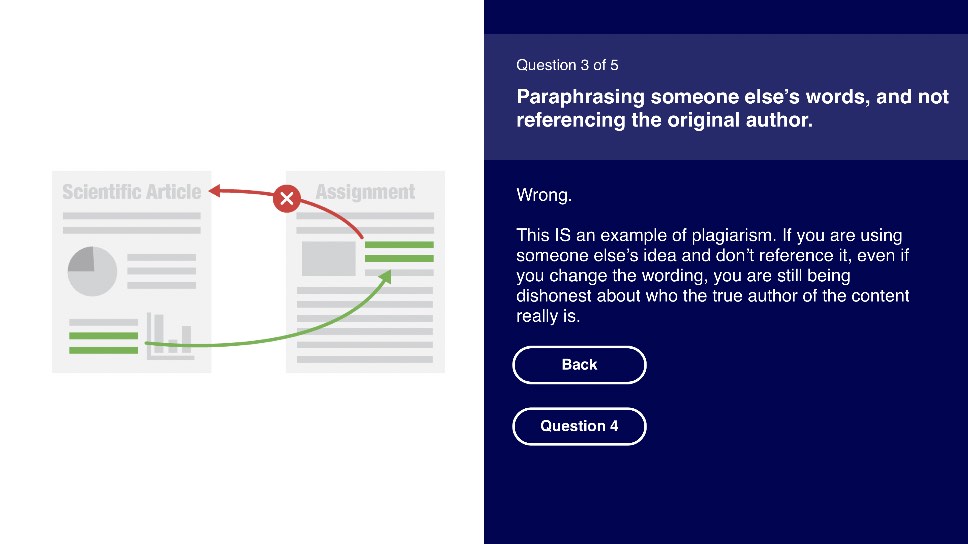 Scientific Article
Assignment
Question 3 of 5
Paraphrasing someone else’s words, and not
referencing the original author.
Wrong.
This IS an example of plagiarism. If you are using
someone else’s idea and don’t reference it, even if
you change the wording, you are still being
dishonest about who the true author of the content
really is.
Back
Question 4